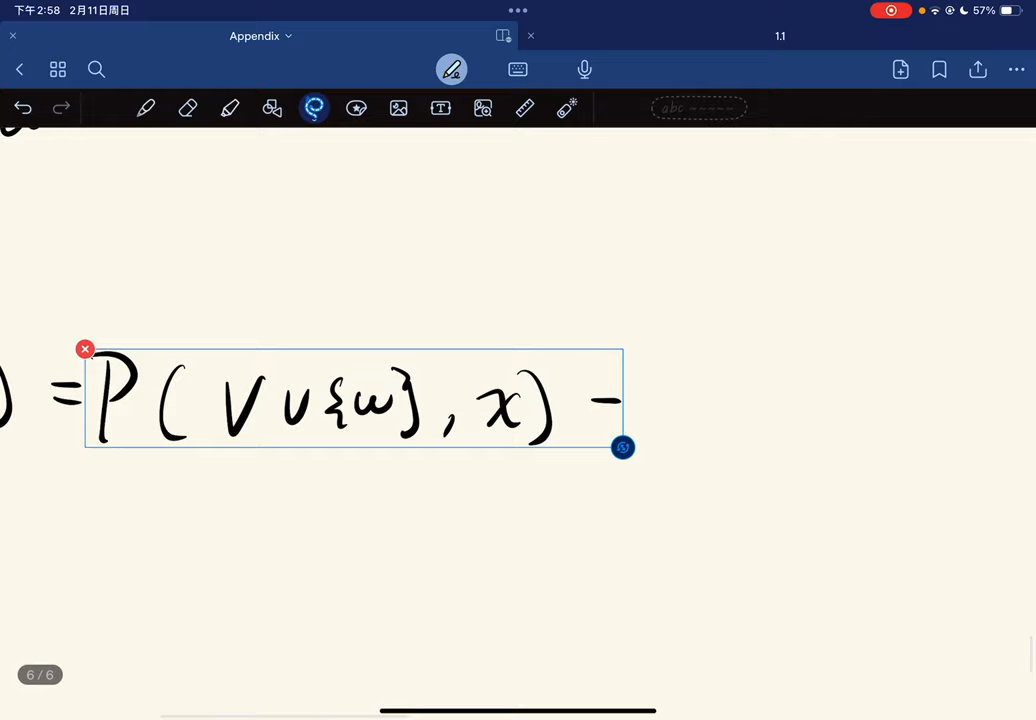 下午2:58 2月11日周日 57%
Appendix 1.1
abc
) = P( V ∪ {w}, x) -
6 / 6